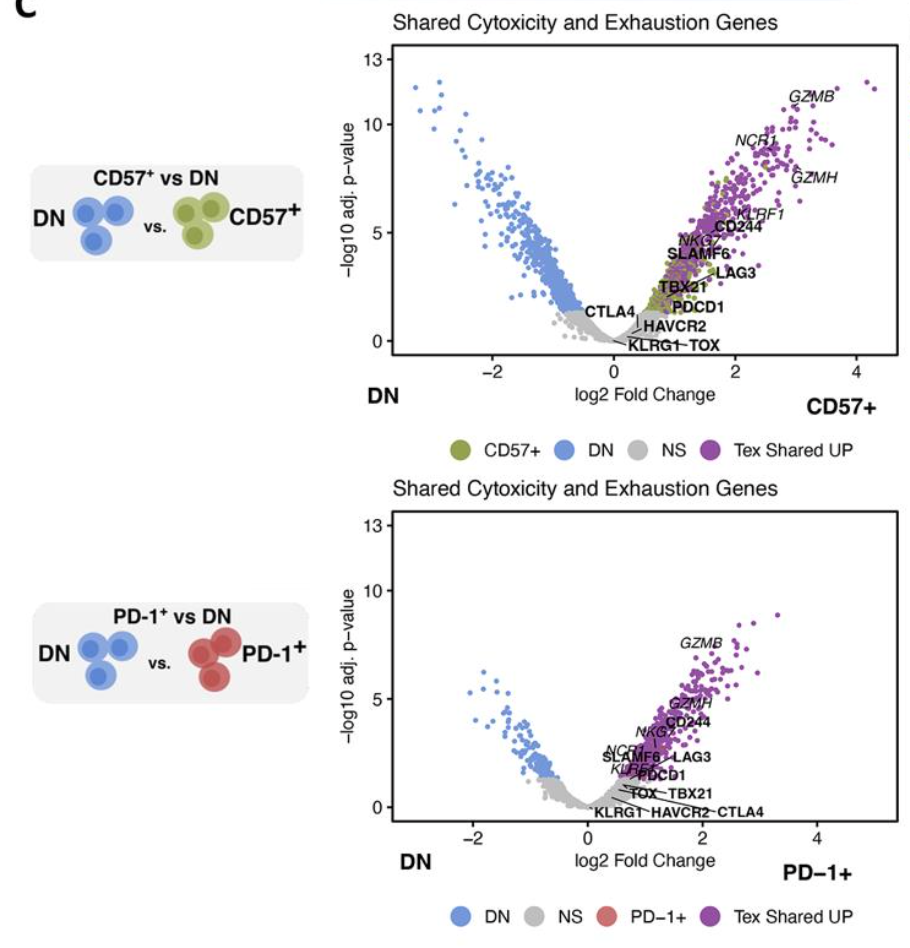 C
Shared Cytoxicity and Exhaustion Genes
CD57+ vs DN
DN
vs.
CD57+
−log10 adj. p−value
13
10
5
0
GZMB
NCR1
GZMH
KLRF1
CD244
NKG7
SLAMF6
LAG3
TBX21
PDCD1
CTLA4
HAVCR2
KLRG1
TOX
−2
0
2
4
log2 Fold Change
DN
CD57+
CD57+
DN
NS
Tex Shared UP
Shared Cytoxicity and Exhaustion Genes
PD-1+ vs DN
DN
vs.
PD-1+
−log10 adj. p−value
13
10
5
0
GZMB
GZMH
CD244
NKG7
NCR1
SLAMF6
LAG3
KLRF1
PDCD1
TOX
TBX21
KLRG1
HAVCR2
CTLA4
−2
0
2
4
log2 Fold Change
DN
PD−1+
DN
NS
PD−1+
Tex Shared UP